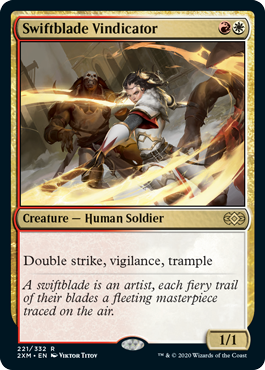 Swiftblade Vindicator
Creature — Human Soldier
Double strike, vigilance, trample
A swiftblade is an artist, each fiery trail
of their blades a fleeting masterpiece
traced on the air.
1/1
221/332 R
2XM • EN Viktor Titov
™ & © 2020 Wizards of the Coast